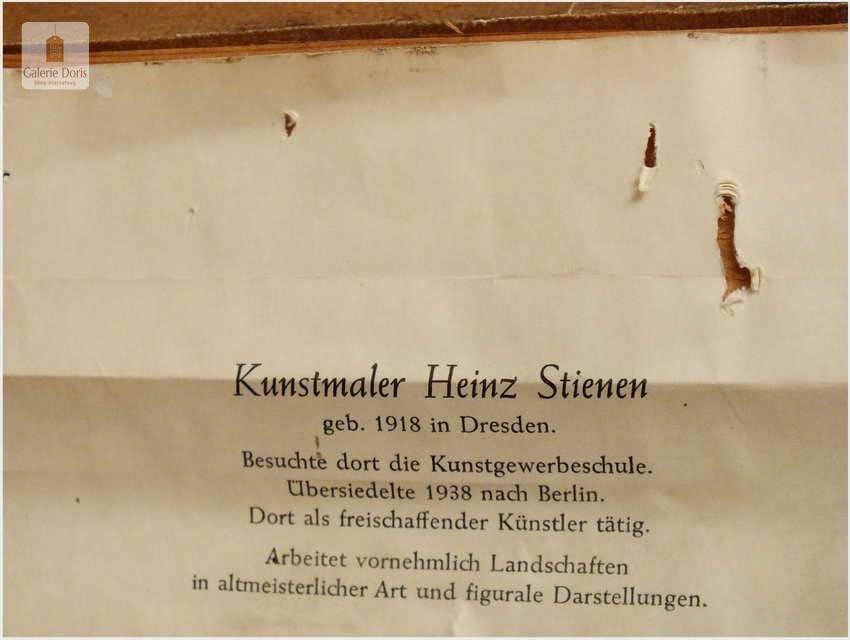 Galerie Doris
Kunstmaler Heinz Stienen
geb. 1918 in Dresden.
Besuchte dort die Kunstgewerbeschule.
Übersiedelte 1938 nach Berlin.
Dort als freischaffender Künstler tätig.
Arbeitet vornehmlich Landschaften
in altmeisterlicher Art und figurale Darstellungen.